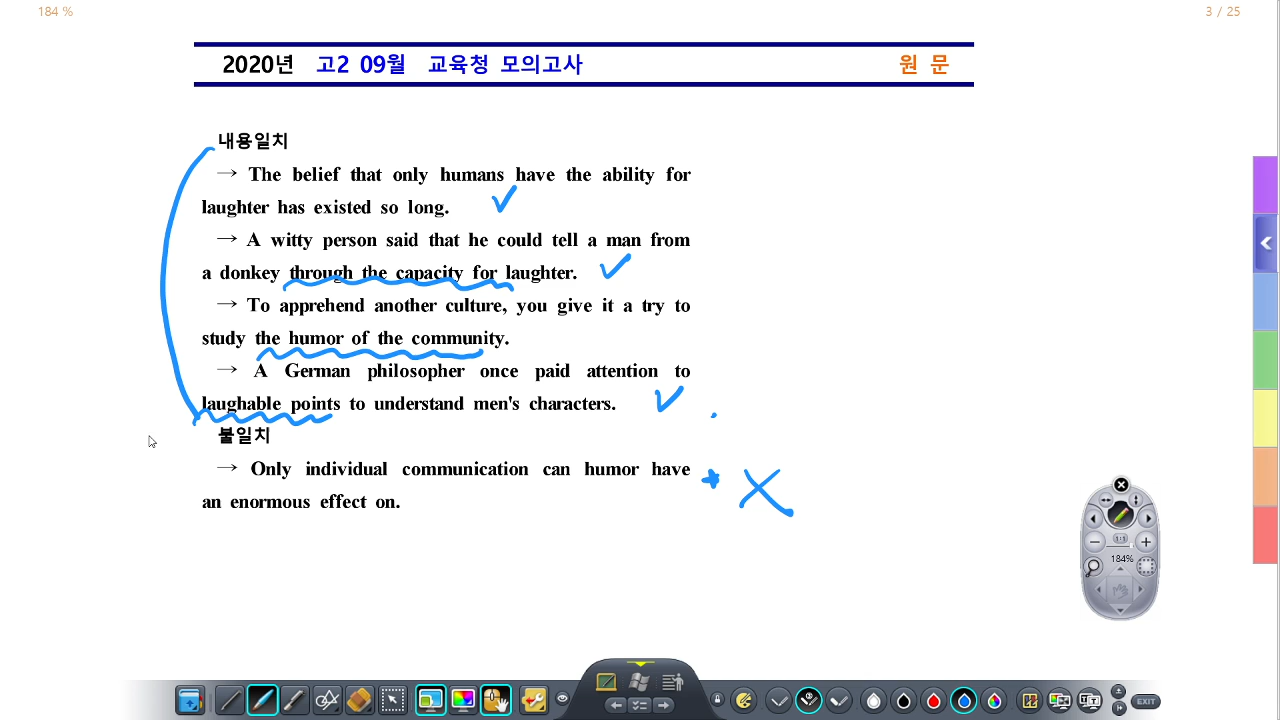 184 %
3 / 25
2020년 고2 09월 교육청 모의고사 원 문
내용일치
→ The belief that only humans have the ability for
laughter has existed so long.
→ A witty person said that he could tell a man from
a donkey through the capacity for laughter.
→ To apprehend another culture, you give it a try to
study the humor of the community.
→ A German philosopher once paid attention to
laughable points to understand men's characters.
불일치
→ Only individual communication can humor have
an enormous effect on.
1:1
184%
EXIT